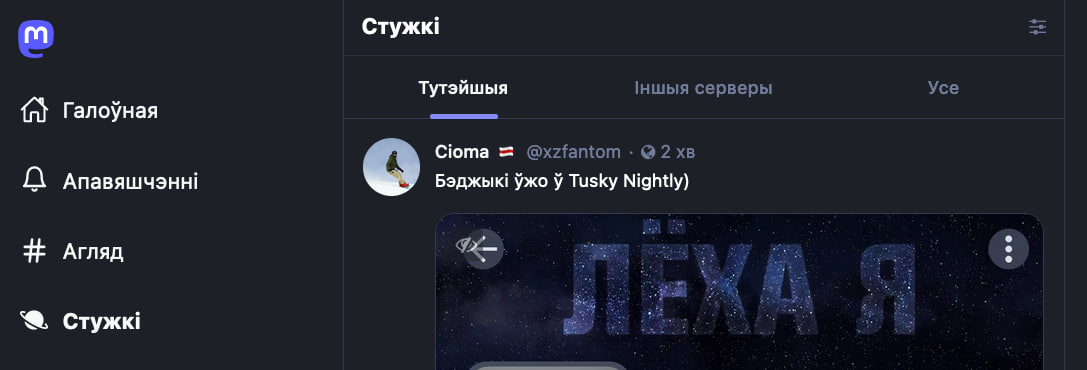 Стужкі
Тутэйшыя
Іншыя серверы
Усе
Галоўная
Апавяшчэнні
Агляд
Стужкі
Cioma @xzfantom · 2 хв
Бэджыкі ўжо ў Tusky Nightly)
ЛЁХА Я